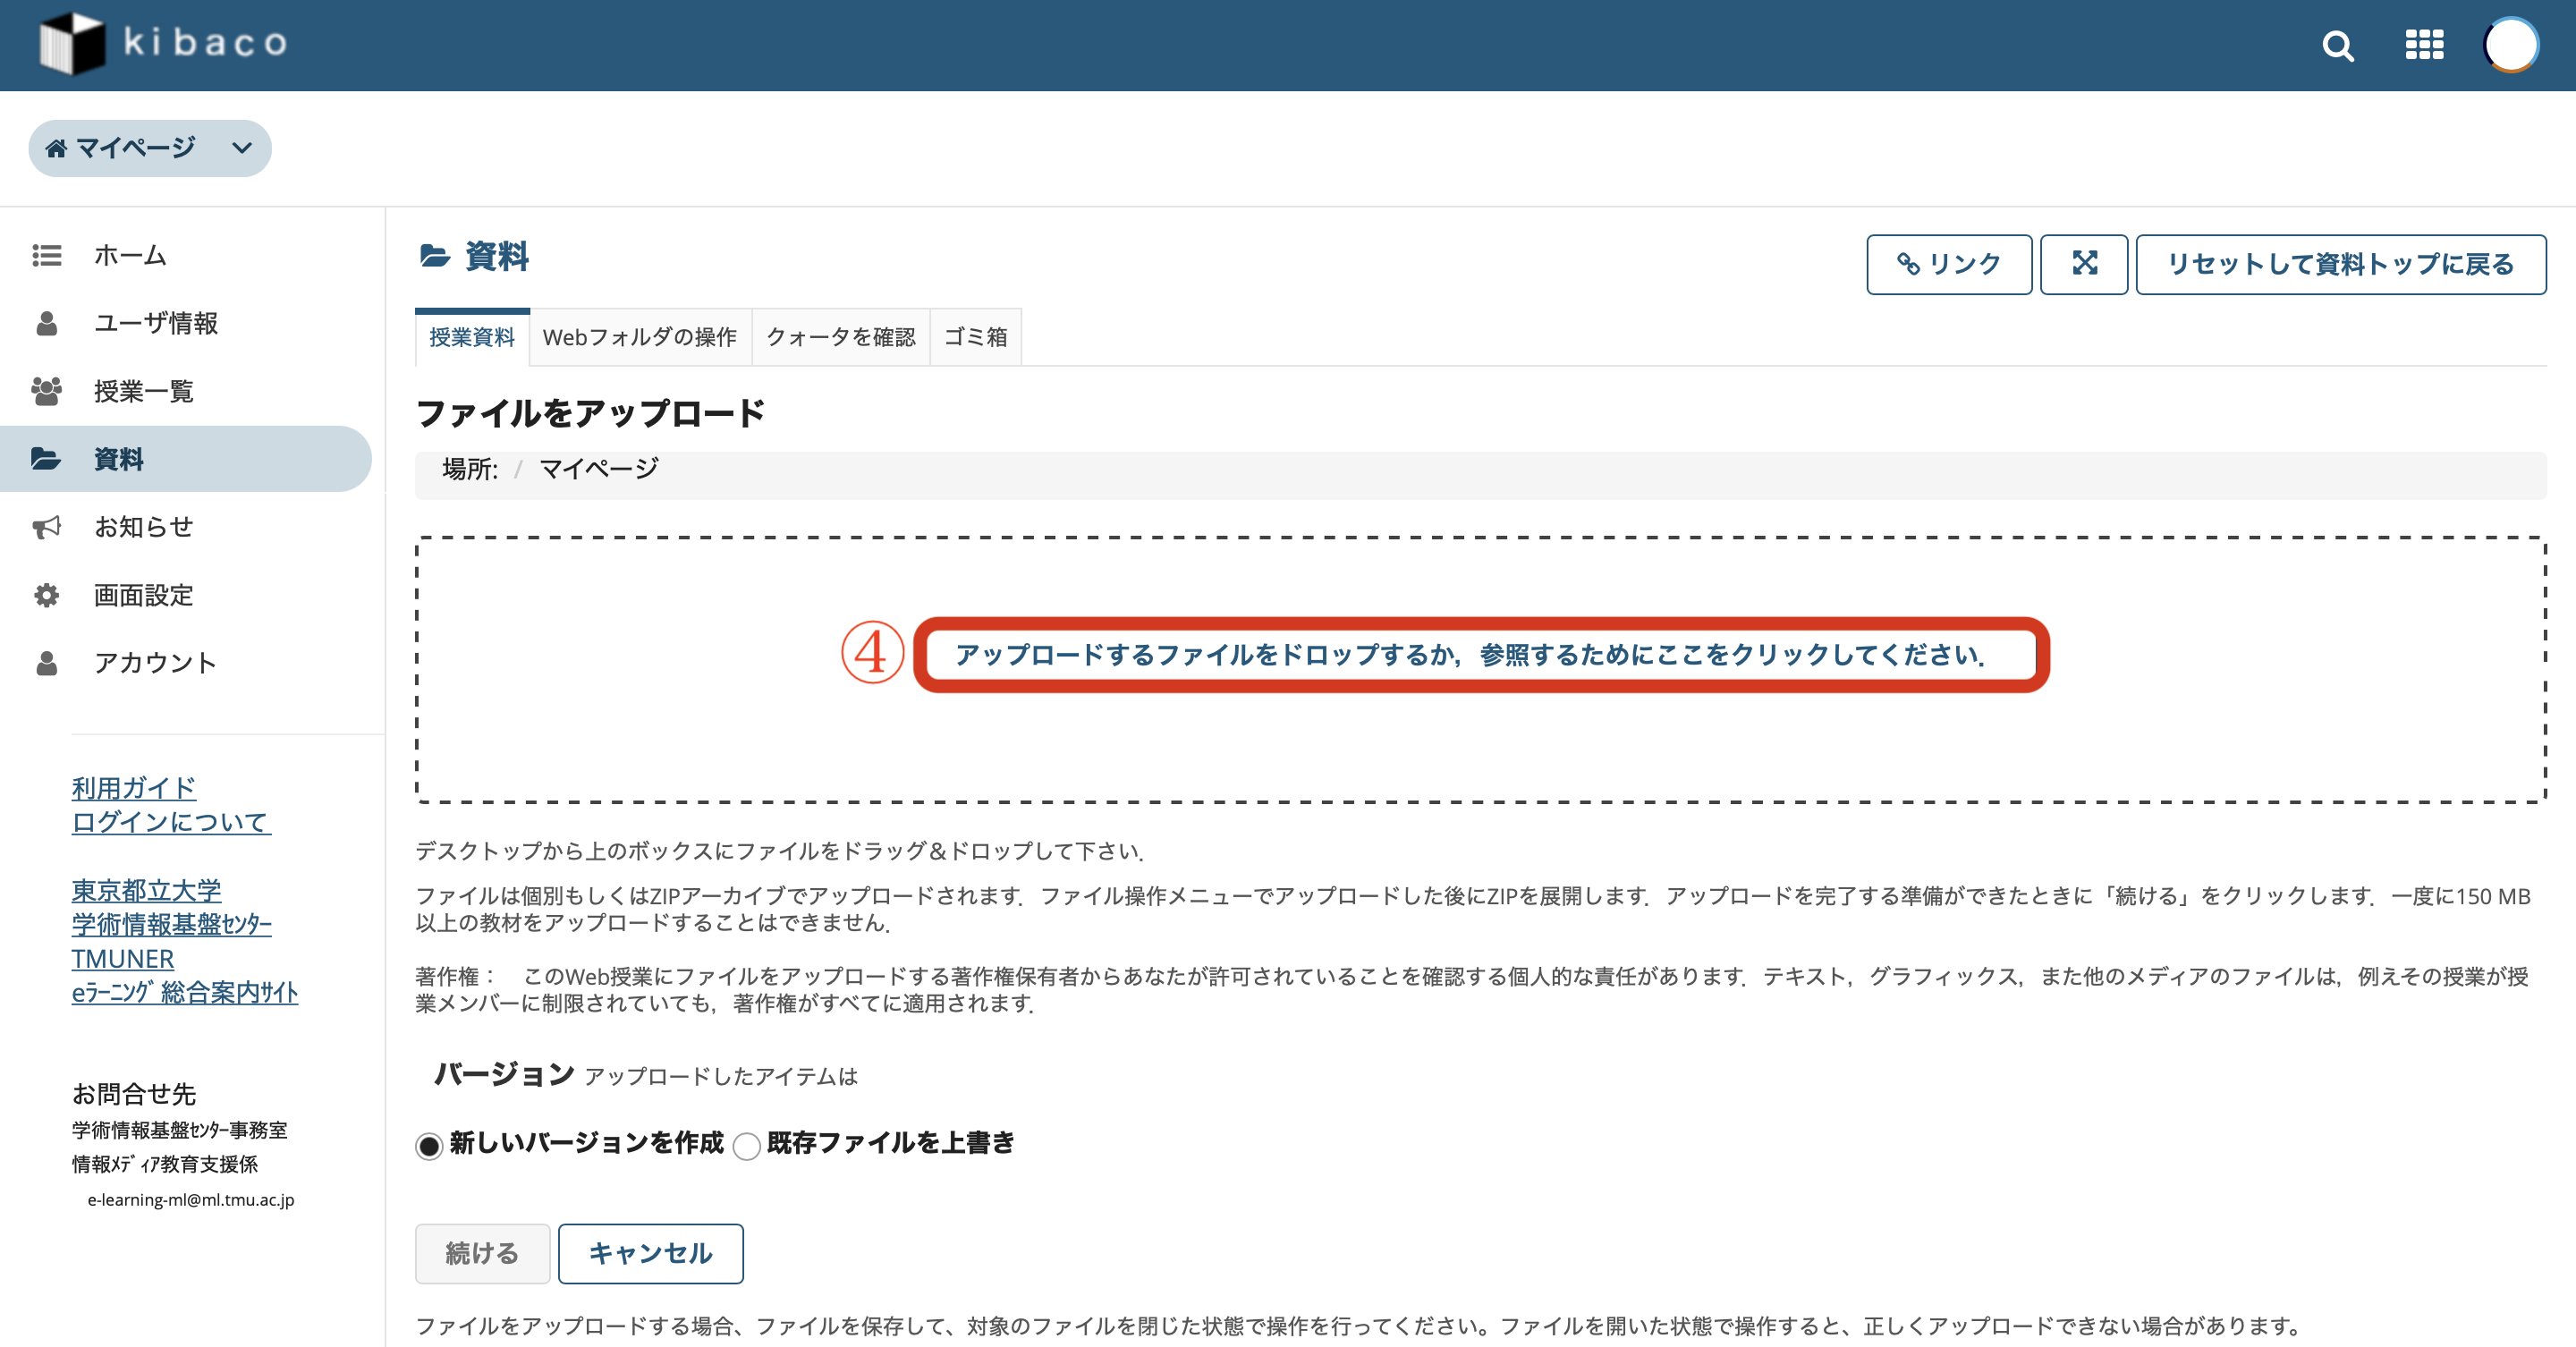 kibaco
マイページ
ホーム
ユーザ情報
授業一覧
資料
お知らせ
画面設定
アカウント
利用ガイド
ログインについて
東京都立大学
学術情報基盤ｾﾝﾀｰ
TMUNER
eﾗｰﾆﾝｸﾞ総合案内ｻｲﾄ
お問合せ先
学術情報基盤ｾﾝﾀｰ事務室
情報ﾒﾃﾞｨｱ教育支援係
e-learning-ml@ml.tmu.ac.jp
資料
リンク
リセットして資料トップに戻る
授業資料 Webフォルダの操作 クォータを確認 ゴミ箱
ファイルをアップロード
場所: / マイページ
④ アップロードするファイルをドロップするか，参照するためにここをクリックしてください．
デスクトップから上のボックスにファイルをドラッグ＆ドロップして下さい．
ファイルは個別もしくはZIPアーカイブでアップロードされます．ファイル操作メニューでアップロードした後にZIPを展開します．アップロードを完了する準備ができたときに「続ける」をクリックします．一度に150 MB
以上の教材をアップロードすることはできません．
著作権： このWeb授業にファイルをアップロードする著作権保有者からあなたが許可されていることを確認する個人的な責任があります．テキスト，グラフィックス，また他のメディアのファイルは，例えその授業が授
業メンバーに制限されていても，著作権がすべてに適用されます．
バージョン アップロードしたアイテムは
新しいバージョンを作成 既存ファイルを上書き
続ける キャンセル
ファイルをアップロードする場合、ファイルを保存して、対象のファイルを閉じた状態で操作を行ってください。ファイルを開いた状態で操作すると、正しくアップロードできない場合があります。